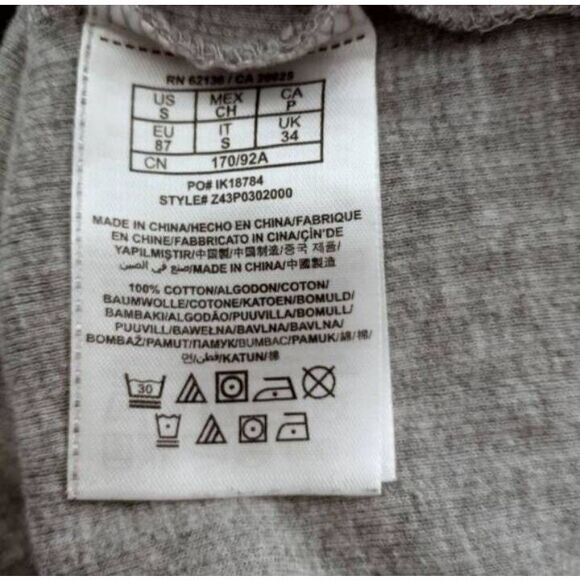 RN 62136 / CA 20025
US MEX CA
S CH P
EU IT UK
87 S 34
CN 170/92A
PO# IK18784
STYLE# Z43P0302000
MADE IN CHINA/HECHO EN CHINA/FABRIQUE
EN CHINE/FABBRICATO IN CINA/ÇİN'DE
YAPILMIŞTIR/中国製/中国制造/중국 제품/
صنع في الصين/MADE IN CHINA/中國製造
100% COTTON/ALGODON/COTON/
BAUMWOLLE/COTONE/KATOEN/BOMULD/
BAMBAKI/ALGODÃO/PUUVILLA/BOMULL/
PUUVILL/BAWEŁNA/BAVLNA/BAVLNA/
BOMBAŽ/PAMUT/ПАМУК/BUMBAC/PAMUK/綿/棉/
면/قطن/KATUN/棉
30